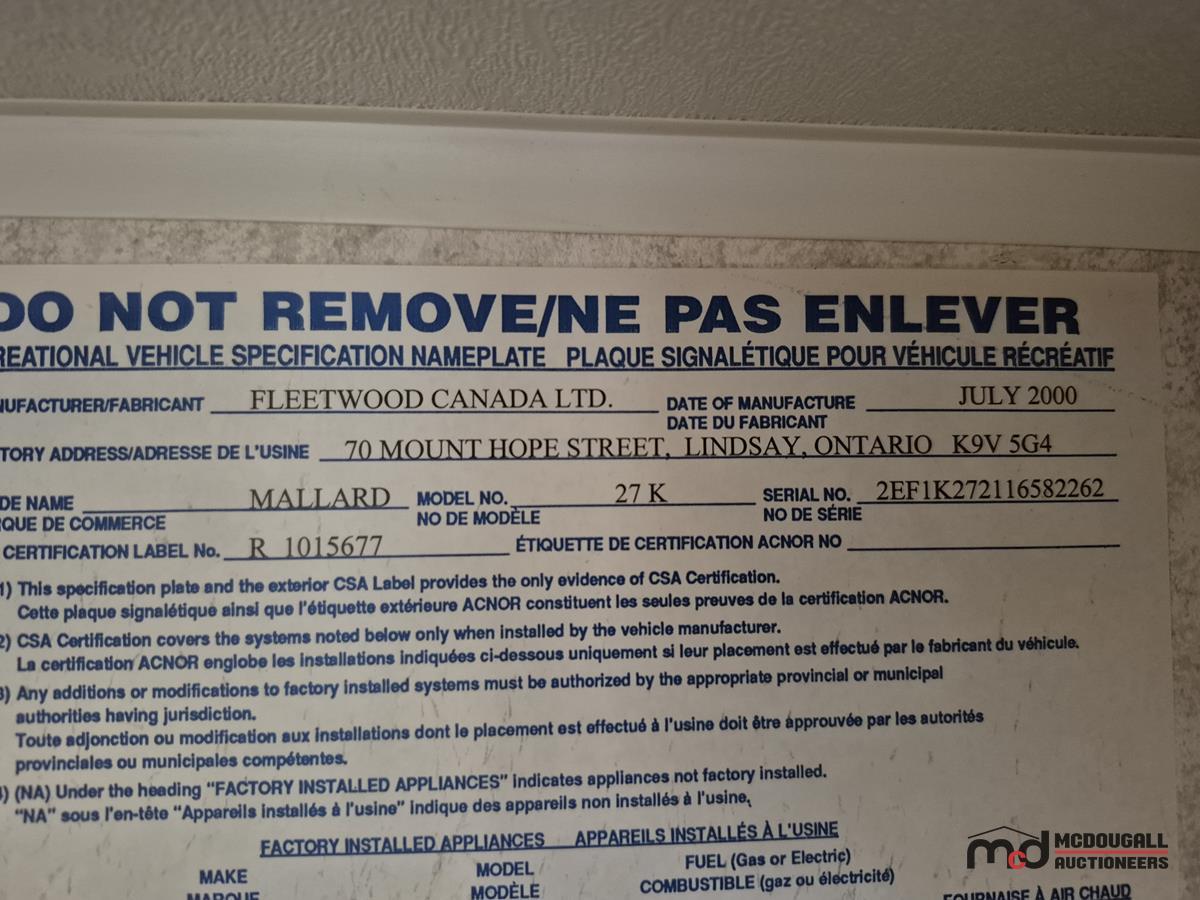 DO NOT REMOVE/NE PAS ENLEVER
REATIONAL VEHICLE SPECIFICATION NAMEPLATE PLAQUE SIGNALÉTIQUE POUR VÉHICULE RÉCRÉATIF
NUFACTURER/FABRICANT FLEETWOOD CANADA LTD. DATE OF MANUFACTURE JULY 2000
DATE DU FABRICANT
TORY ADDRESS/ADRESSE DE L'USINE 70 MOUNT HOPE STREET, LINDSAY, ONTARIO K9V 5G4
DE NAME MALLARD MODEL NO. 27 K SERIAL NO. 2EF1K272116582262
QUE DE COMMERCE NO DE MODÈLE NO DE SÉRIE
CERTIFICATION LABEL No. R 1015677 ÉTIQUETTE DE CERTIFICATION ACNOR NO
1) This specification plate and the exterior CSA Label provides the only evidence of CSA Certification.
Cette plaque signalétique ainsi que l'étiquette extérieure ACNOR constituent les seules preuves de la certification ACNOR.
2) CSA Certification covers the systems noted below only when installed by the vehicle manufacturer.
La certification ACNOR englobe les installations indiquées ci-dessous uniquement si leur placement est effectué par le fabricant du véhicule.
3) Any additions or modifications to factory installed systems must be authorized by the appropriate provincial or municipal
authorities having jurisdiction.
Toute adjonction ou modification aux installations dont le placement est effectué à l'usine doit être approuvée par les autorités
provinciales ou municipales compétentes.
4) (NA) Under the heading "FACTORY INSTALLED APPLIANCES" indicates appliances not factory installed.
"NA" sous l'en-tête "Appareils installés à l'usine" indique des appareils non installés à l'usine.
FACTORY INSTALLED APPLIANCES APPAREILS INSTALLÉS À L'USINE
MAKE MODEL FUEL (Gas or Electric)
MARQUE MODÈLE COMBUSTIBLE (gaz ou électricité)
FOURNAISE À AIR CHAUD
mcd MCDOUGALL
AUCTIONEERS